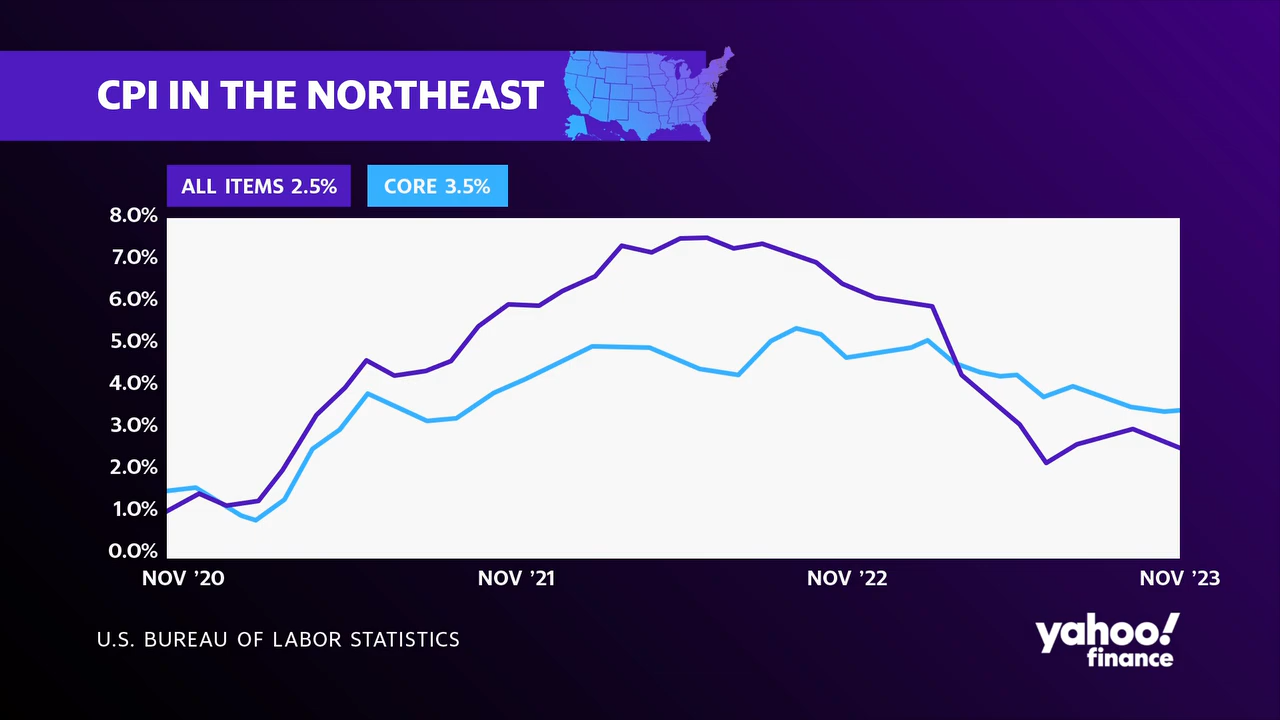 CPI IN THE NORTHEAST
ALL ITEMS 2.5%
CORE 3.5%
8.0%
7.0%
6.0%
5.0%
4.0%
3.0%
2.0%
1.0%
0.0%
NOV ’20
NOV ’21
NOV ’22
NOV ’23
U.S. BUREAU OF LABOR STATISTICS
yahoo!
finance